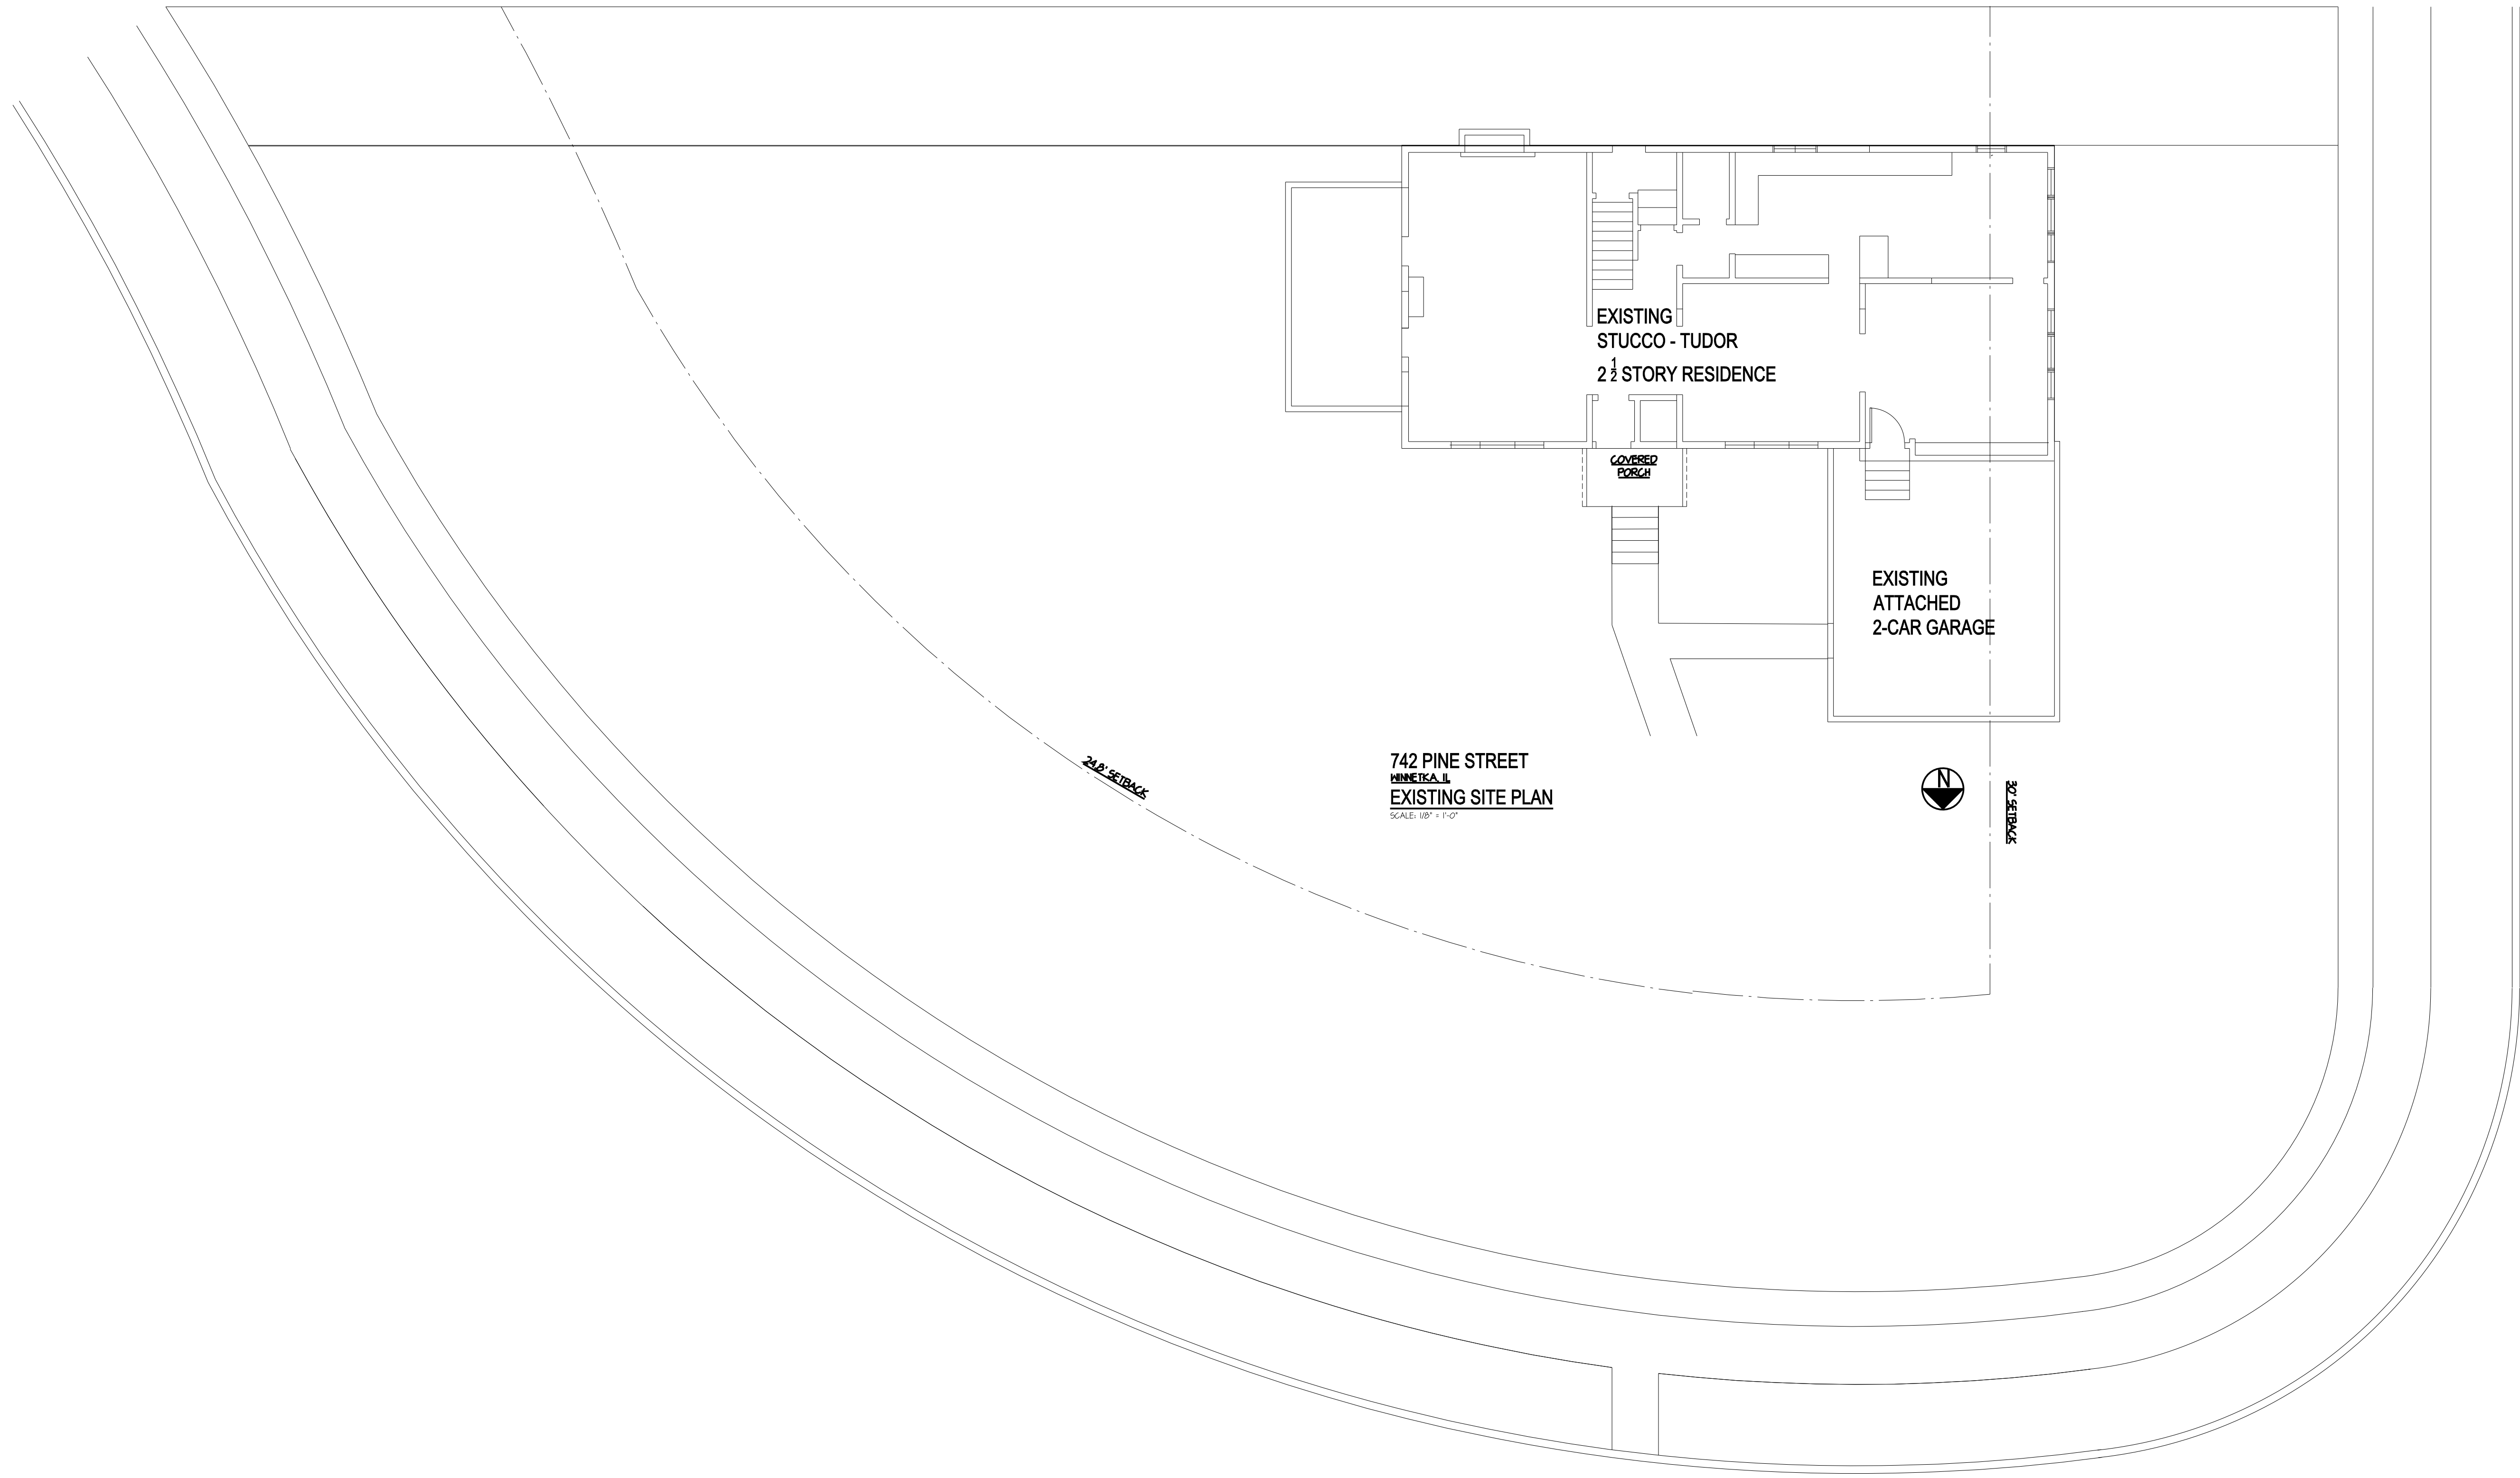 EXISTING
STUCCO - TUDOR
2 1/2 STORY RESIDENCE
COVERED
PORCH
EXISTING
ATTACHED
2-CAR GARAGE
24.8' SETBACK
742 PINE STREET
WINNETKA, IL
EXISTING SITE PLAN
SCALE: 1/8" = 1'-0"
N
30' SETBACK